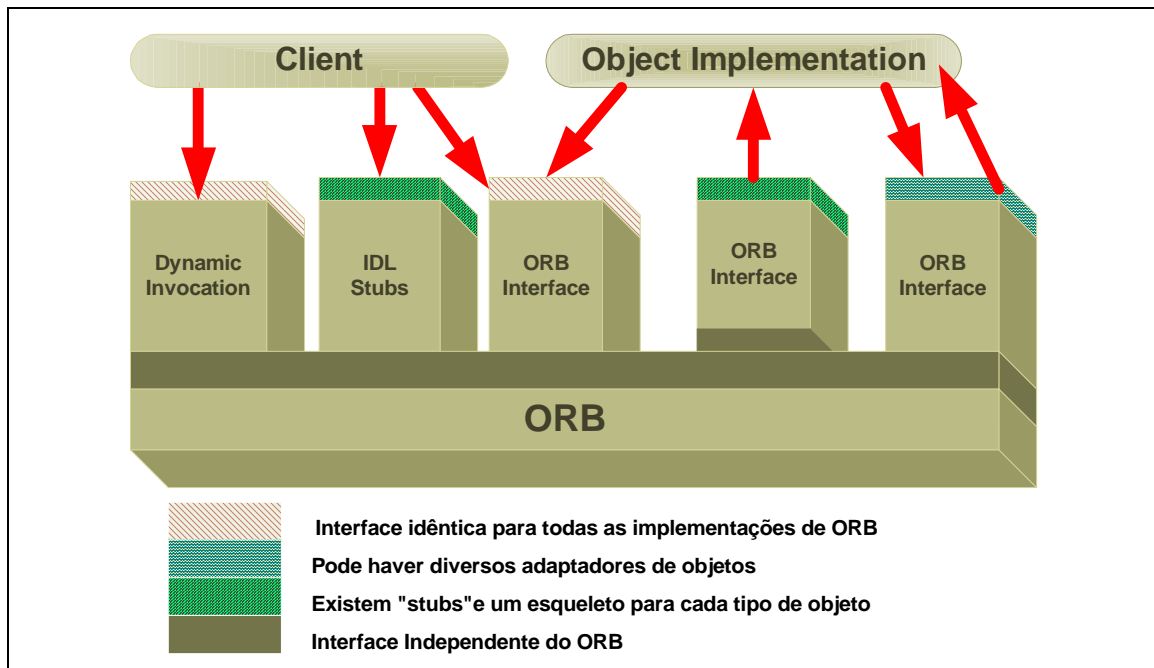 Client
Object Implementation
Dynamic
Invocation
IDL
Stubs
ORB
Interface
ORB
Interface
ORB
Interface
ORB
Interface idêntica para todas as implementações de ORB
Pode haver diversos adaptadores de objetos
Existem "stubs"e um esqueleto para cada tipo de objeto
Interface Independente do ORB